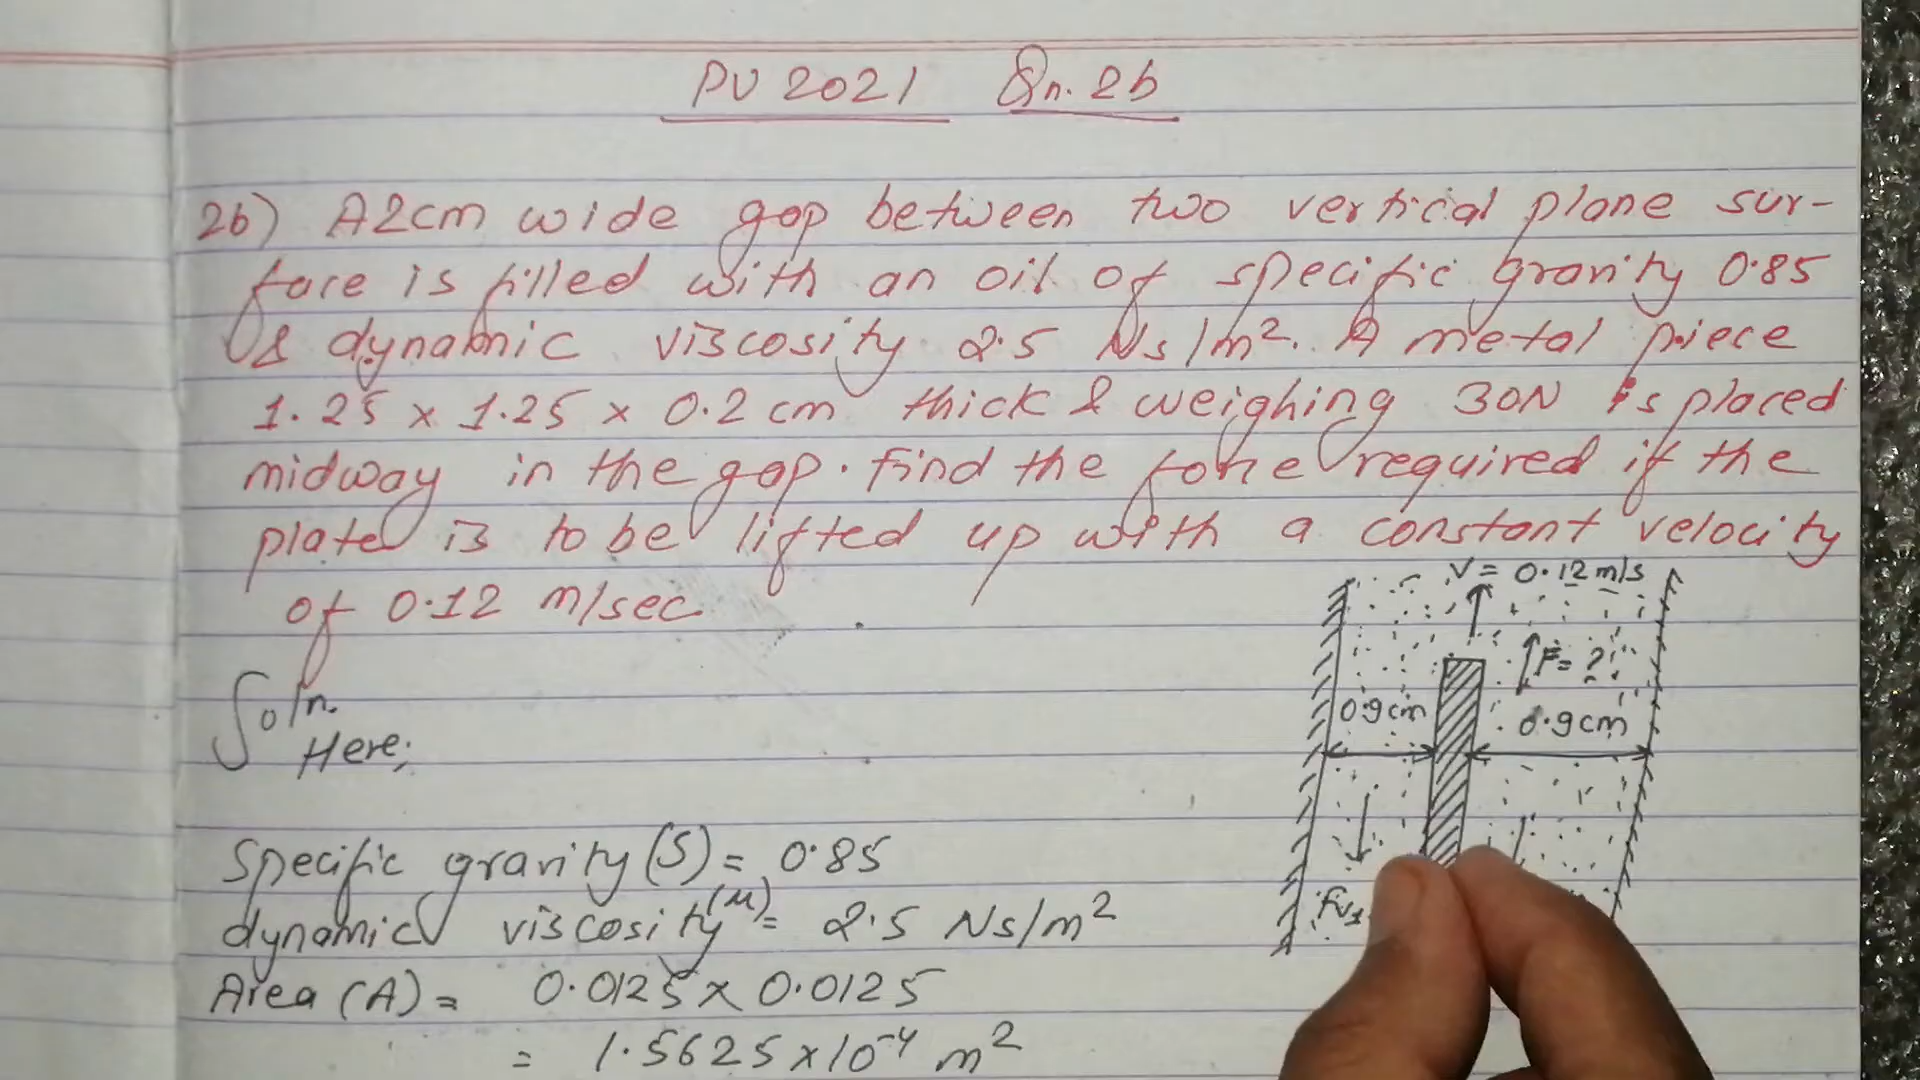 PU 2021 Qn. 2b
2b) A 2cm wide gap between two vertical plane sur-
face is filled with an oil of specific gravity 0.85
& dynamic viscosity 2.5 Ns/m². A metal piece
1.25 x 1.25 x 0.2 cm thick & weighing 30N is placed
midway in the gap. Find the force required if the
plate is to be lifted up with a constant velocity
of 0.12 m/sec.
V = 0.12 m/s
F = ?
0.9cm 0.9cm
Fv1
Soln.
Here;
Specific gravity (S) = 0.85
dynamic viscosity (μ) = 2.5 Ns/m²
Area (A) = 0.0125 x 0.0125
= 1.5625 x 10⁻⁴ m²